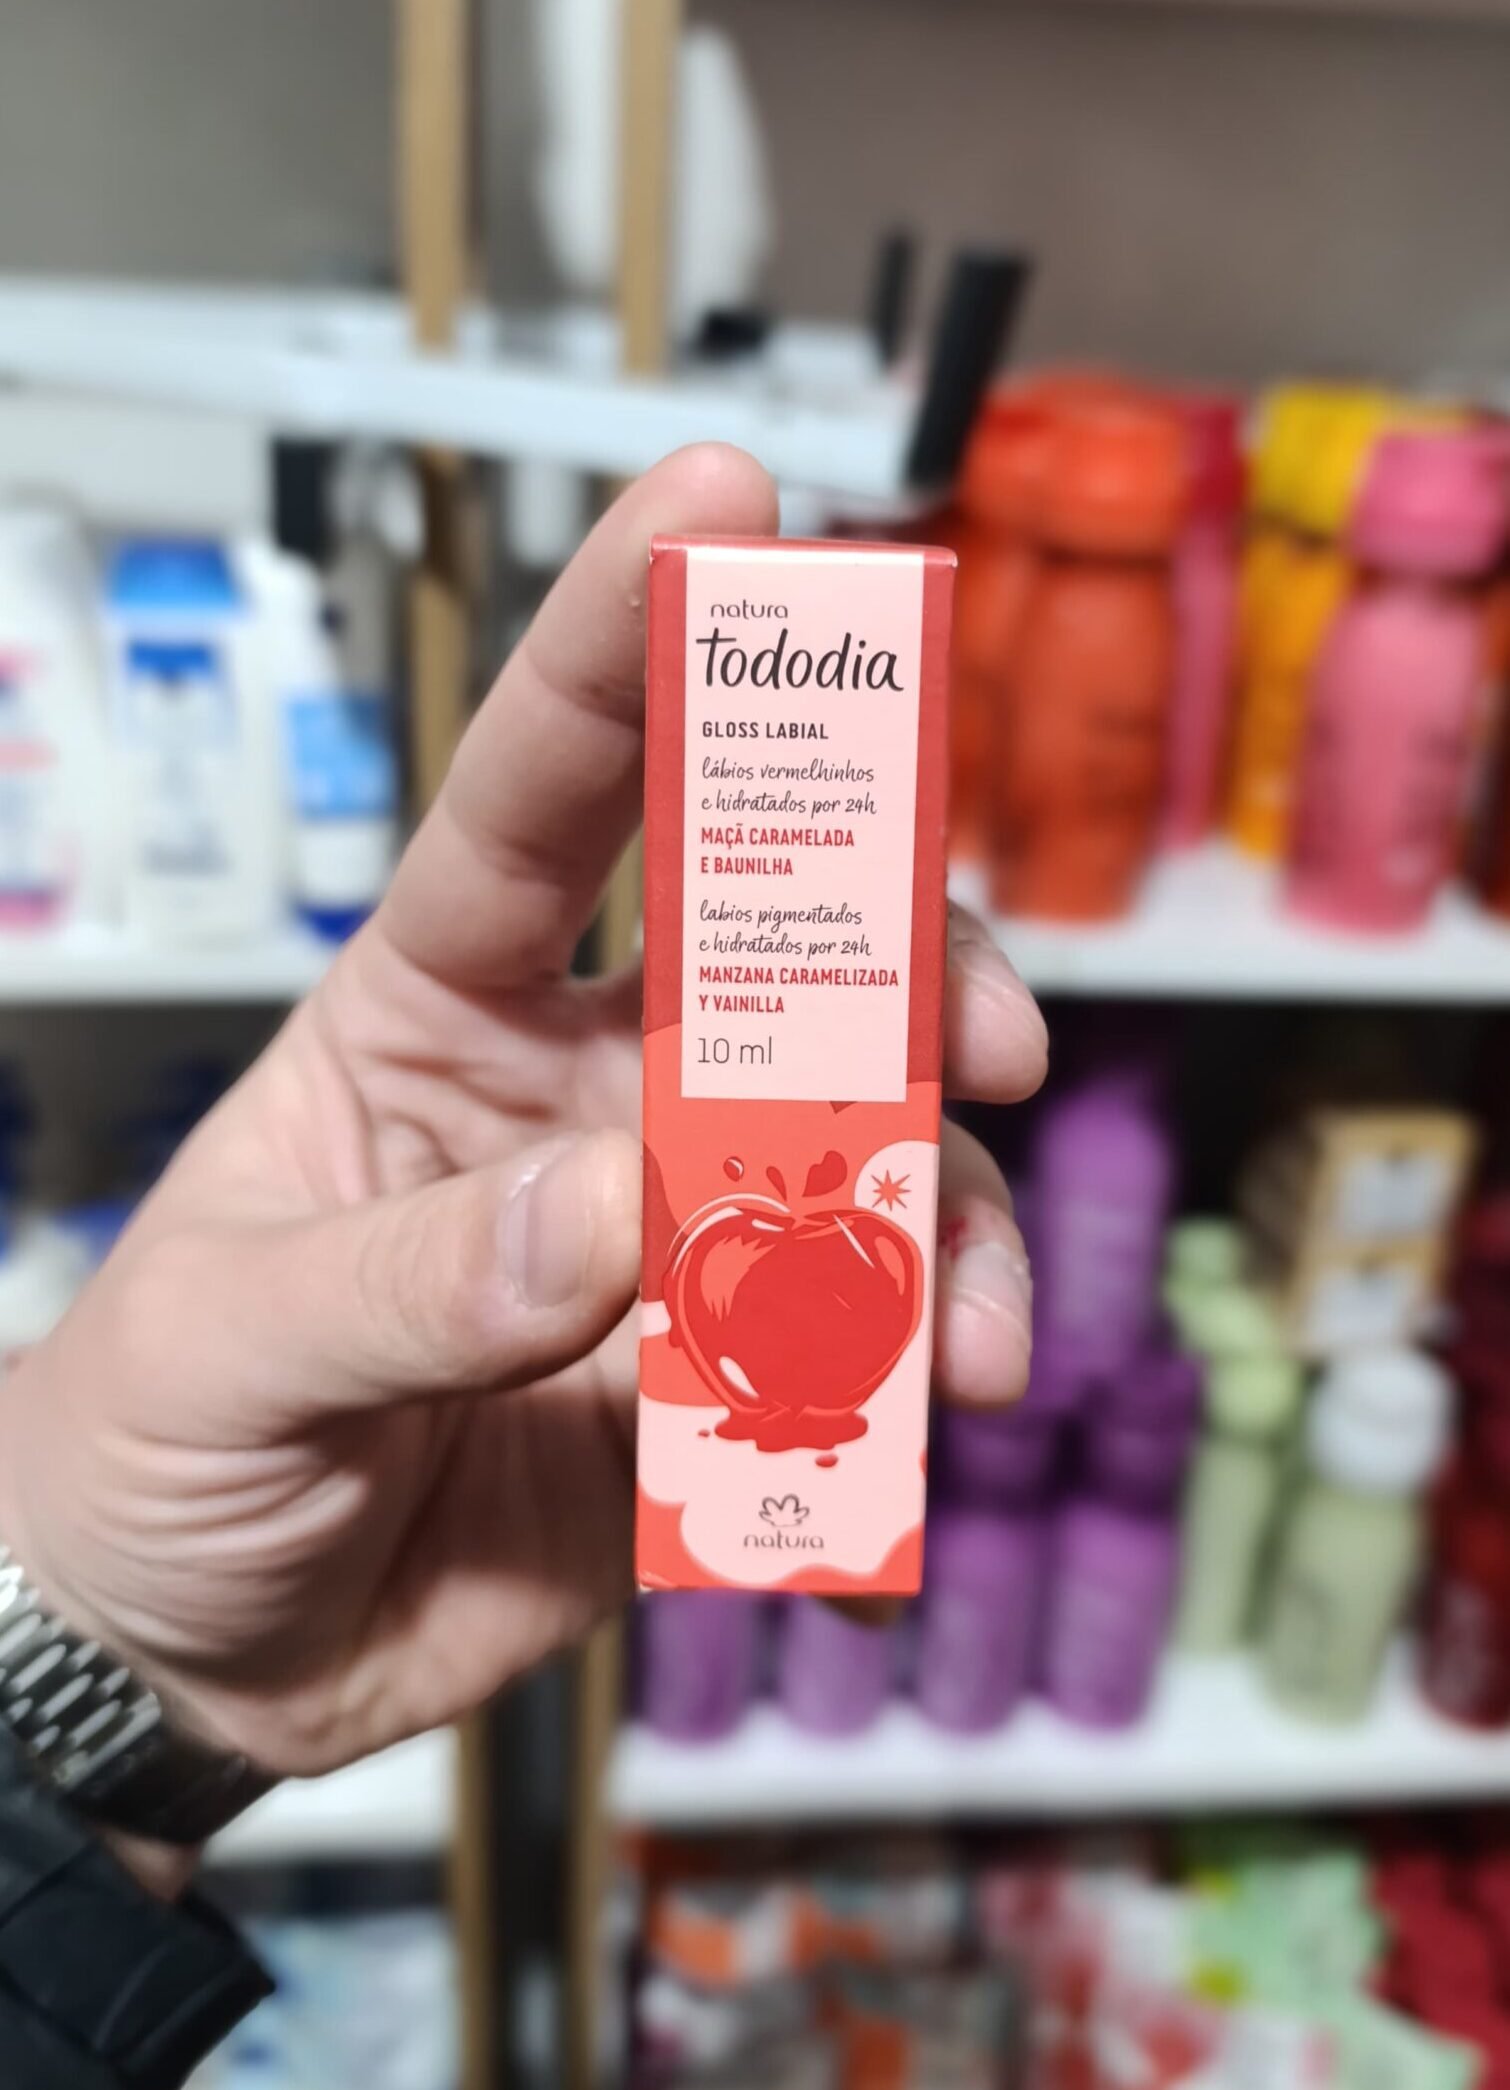 natura
Tododia
GLOSS LABIAL
lábios vermelhinhos
e hidratados por 24h
MAÇÃ CARAMELADA
E BAUNILHA
labios pigmentados
e hidratados por 24h
MANZANA CARAMELIZADA
Y VAINILLA
10 ml
natura